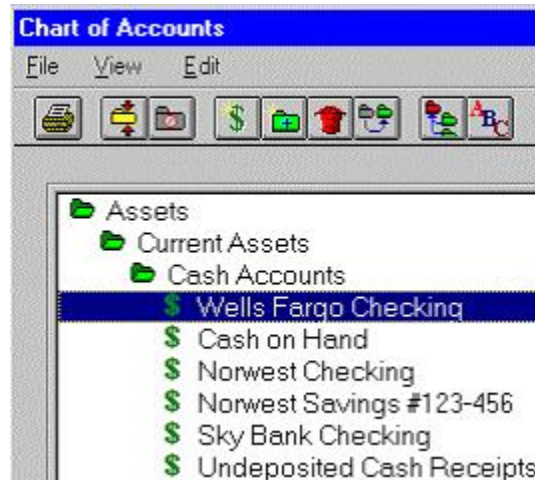 Chart of Accounts
File View Edit
ABC
Assets
Current Assets
Cash Accounts
Wells Fargo Checking
Cash on Hand
Norwest Checking
Norwest Savings #123-456
Sky Bank Checking
Undeposited Cash Receipts